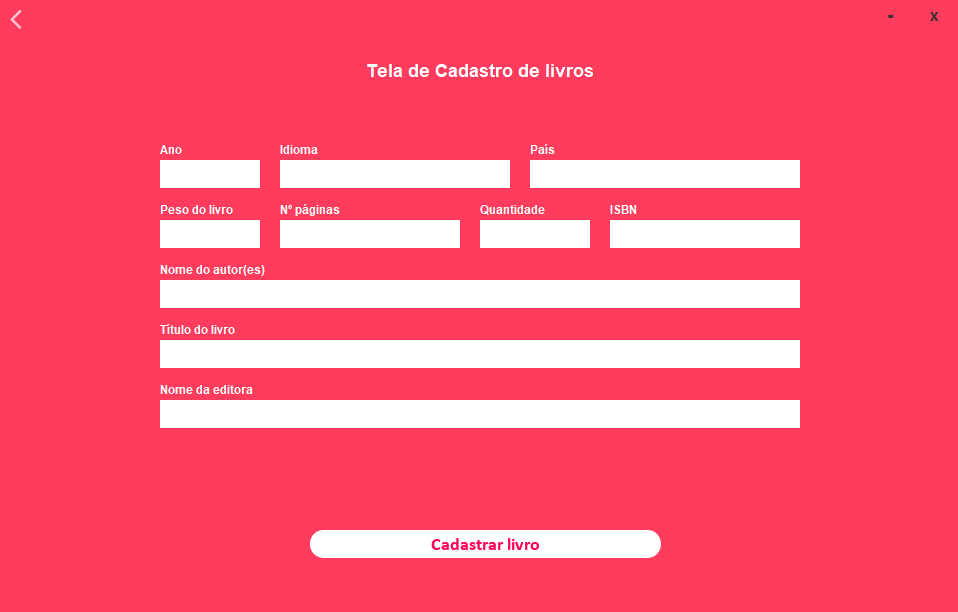 - X
Tela de Cadastro de livros
Ano Idioma País
Peso do livro Nº páginas Quantidade ISBN
Nome do autor(es)
Título do livro
Nome da editora
Cadastrar livro